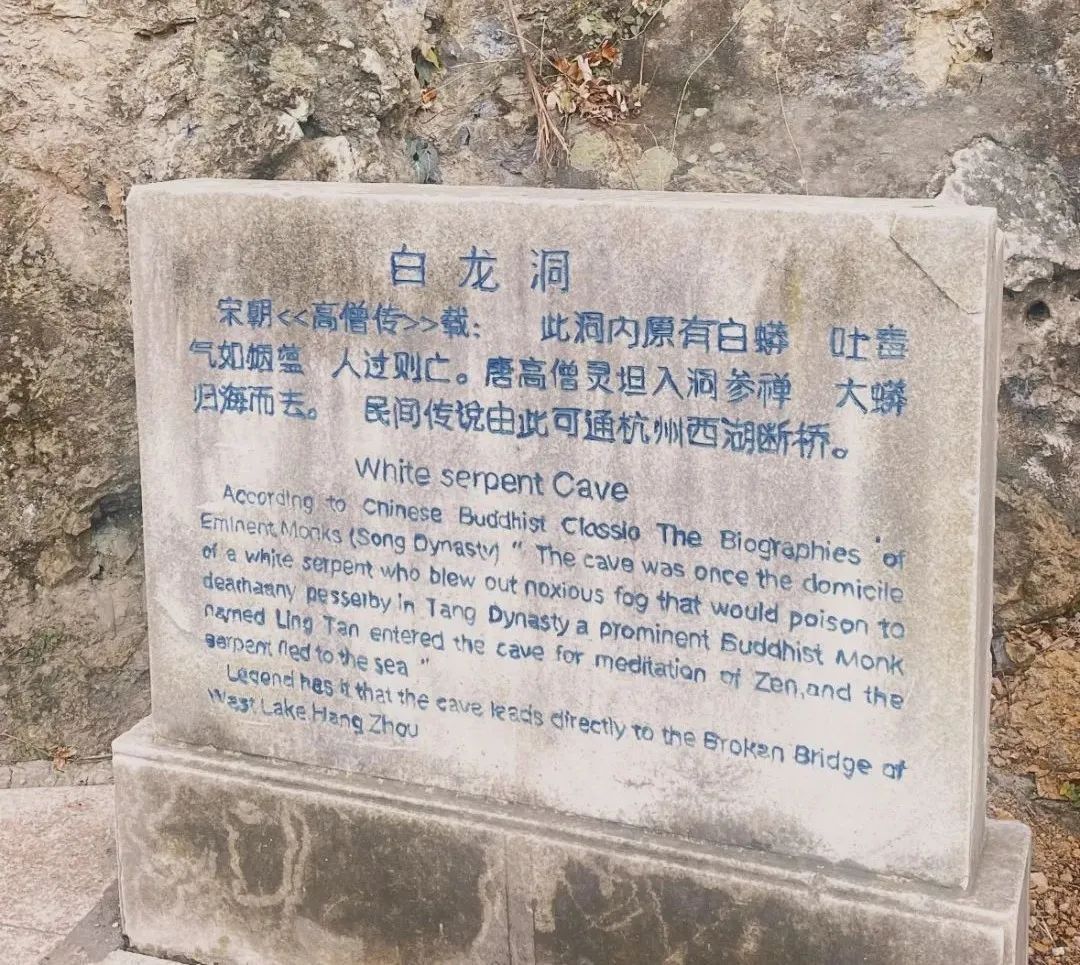 白龙洞
宋朝<<高僧传>>载： 此洞内原有白蟒 吐毒
气如烟蕴 人过则亡。唐高僧灵坦入洞参禅 大蟒
归海而去。 民间传说由此可通杭州西湖断桥。
White serpent Cave
According to Chinese Buddhist Classio The Biographies 'of
Eminent Monks (Song Dynasty) " The cave was once the domicile
of a white serpent who blew out noxious fog that would poison to
deathaany pesserby in Tang Dynasty a prominent Buddhist Monk
named Ling Tan entered the cave for meditation of Zen,and the
serpent fled to the sea "
Legend has it that the cave leads directly to the Broken Bridge of
West Lake Hang Zhou